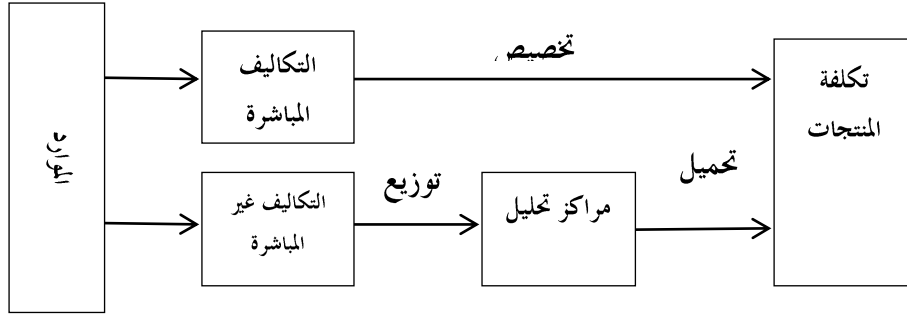 الموارد
التكاليف
المباشرة
تخصيص
تكلفة
المنتجات
التكاليف غير
المباشرة
توزيع
مراكز تحليل
تحميل